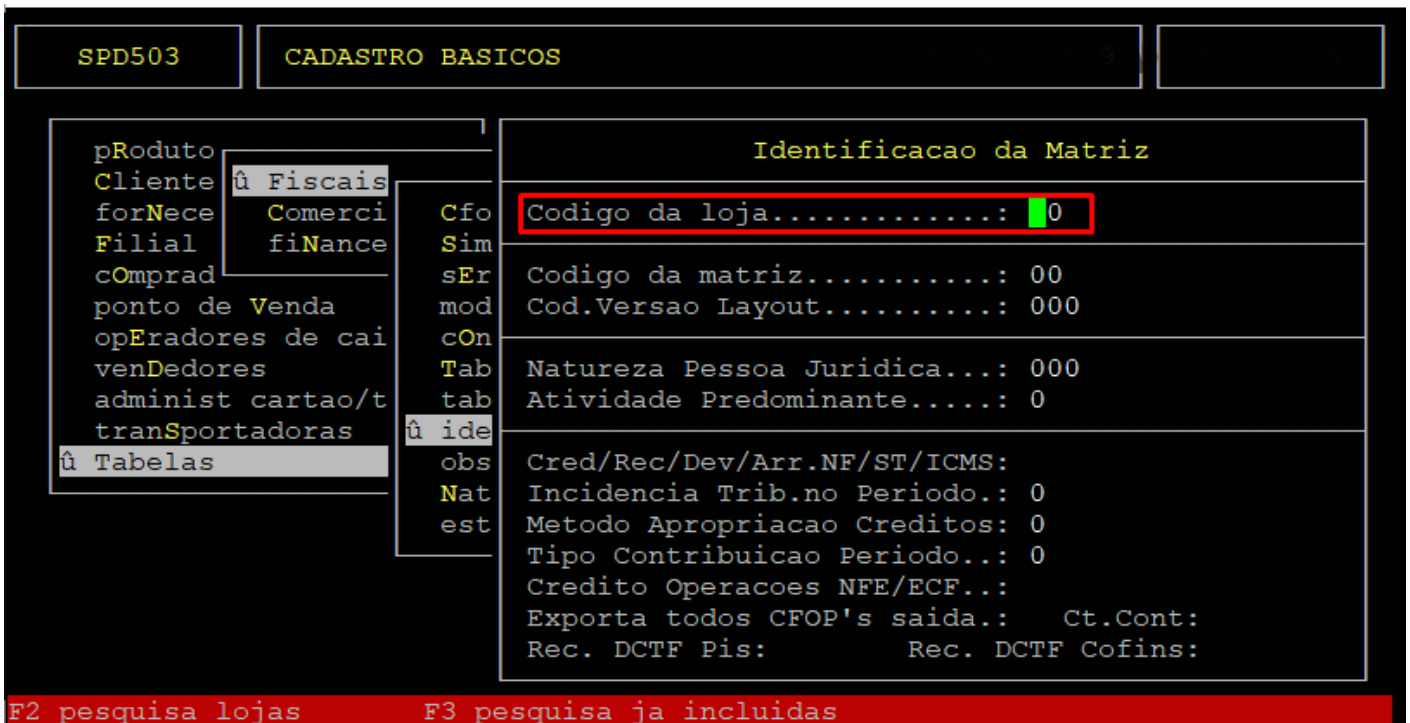 SPD503
CADASTRO BASICOS
pRoduto
Cliente
forNece
Filial
cOmprad
ponto de Venda
opEradores de cai
venDedores
administ cartao/t
tranSportadoras
û Tabelas
û Fiscais
Comerci
fiNance
Cfo
Sim
sEr
mod
cOn
Tab
tab
û ide
obs
Nat
est
Identificacao da Matriz
Codigo da loja.............: 0
Codigo da matriz...........: 00
Cod.Versao Layout..........: 000
Natureza Pessoa Juridica...: 000
Atividade Predominante.....: 0
Cred/Rec/Dev/Arr.NF/ST/ICMS:
Incidencia Trib.no Periodo.: 0
Metodo Apropriacao Creditos: 0
Tipo Contribuicao Periodo..: 0
Credito Operacoes NFE/ECF..:
Exporta todos CFOP's saida.: Ct.Cont:
Rec. DCTF Pis: Rec. DCTF Cofins:
F2 pesquisa lojas F3 pesquisa ja incluidas